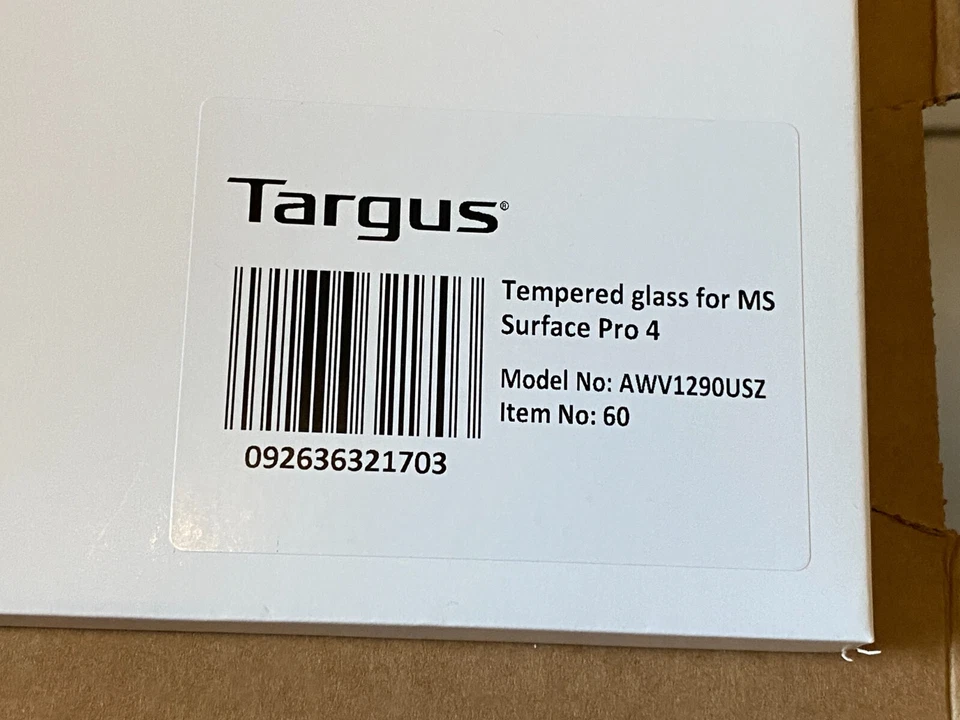 Targus®
Tempered glass for MS
Surface Pro 4
Model No: AWV1290USZ
Item No: 60
092636321703